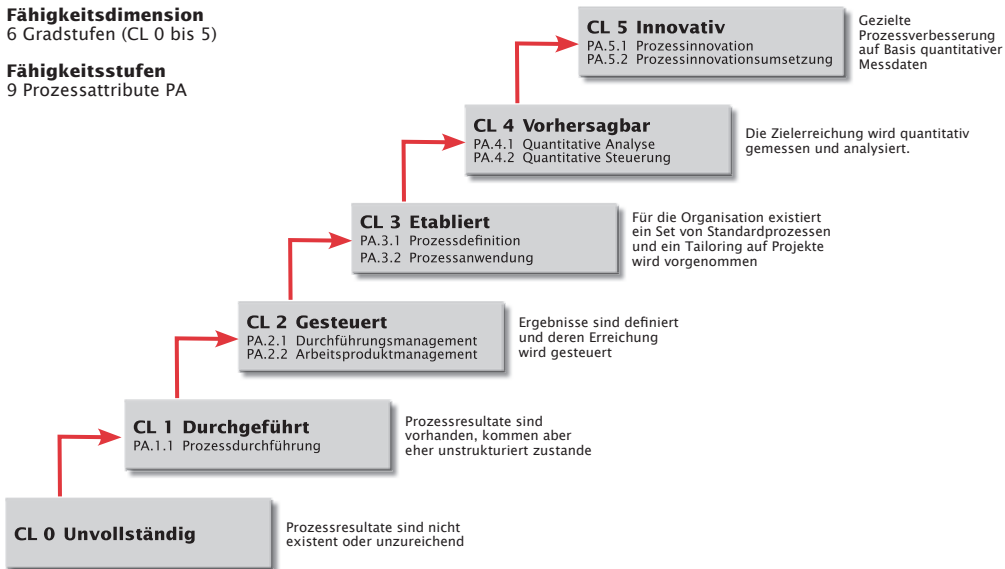 Fähigkeitsdimension
6 Gradstufen (CL 0 bis 5)
Fähigkeitsstufen
9 Prozessattribute PA
CL 5 Innovativ
PA.5.1 Prozessinnovation
PA.5.2 Prozessinnovationsumsetzung
Gezielte
Prozessverbesserung
auf Basis quantitativer
Messdaten
CL 4 Vorhersagbar
PA.4.1 Quantitative Analyse
PA.4.2 Quantitative Steuerung
Die Zielerreichung wird quantitativ
gemessen und analysiert.
CL 3 Etabliert
PA.3.1 Prozessdefinition
PA.3.2 Prozessanwendung
Für die Organisation existiert
ein Set von Standardprozessen
und ein Tailoring auf Projekte
wird vorgenommen
CL 2 Gesteuert
PA.2.1 Durchführungsmanagement
PA.2.2 Arbeitsproduktmanagement
Ergebnisse sind definiert
und deren Erreichung
wird gesteuert
CL 1 Durchgeführt
PA.1.1 Prozessdurchführung
Prozessresultate sind
vorhanden, kommen aber
eher unstrukturiert zustande
CL 0 Unvollständig
Prozessresultate sind nicht
existent oder unzureichend